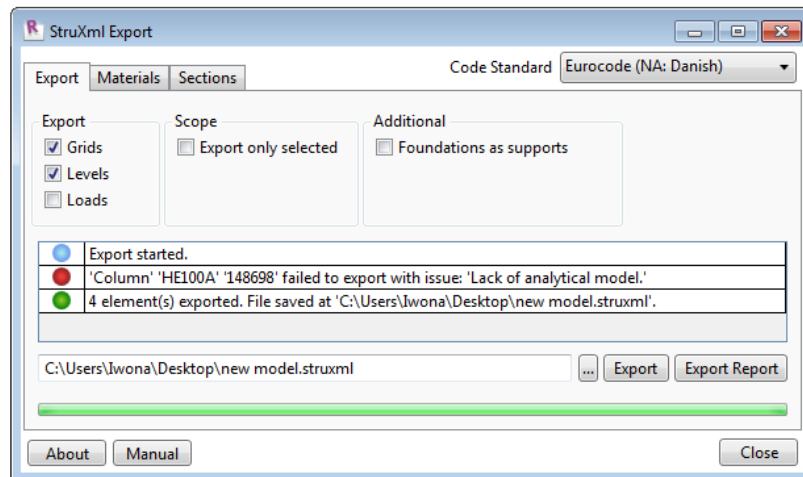 StruXml Export
Code Standard Eurocode (NA: Danish)
Export Materials Sections
Export Scope Additional
Grids Export only selected Foundations as supports
Levels
Loads
Export started.
'Column' 'HE100A' '148698' failed to export with issue: 'Lack of analytical model.'
4 element(s) exported. File saved at 'C:\Users\Iwona\Desktop\new model.struxml'.
C:\Users\Iwona\Desktop\new model.struxml ... Export Export Report
About Manual Close